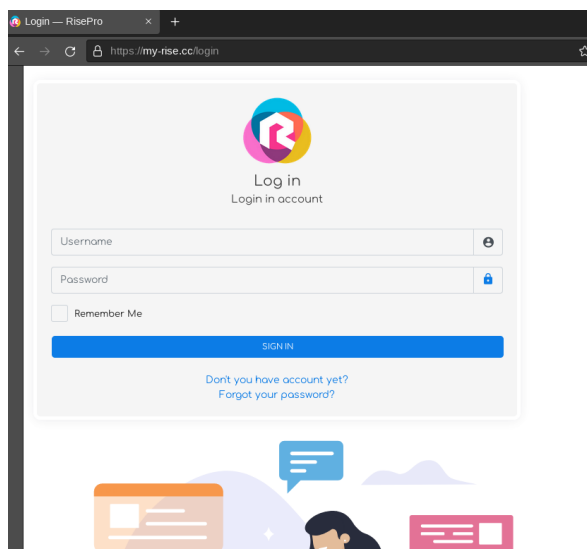 Login — RisePro × +
https://my-rise.cc/login
Log in
Login in account
Username
Password
Remember Me
SIGN IN
Don't you have account yet?
Forgot your password?